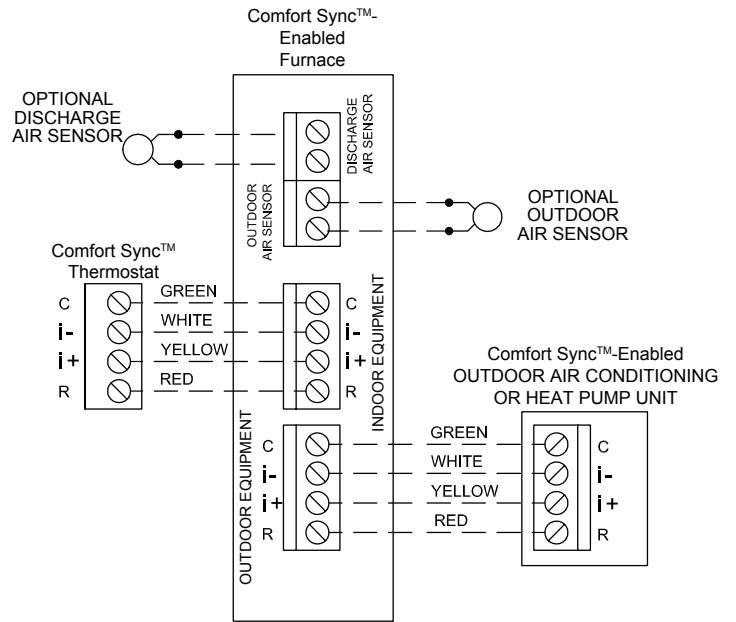 Comfort Sync™-
Enabled
Furnace
OPTIONAL
DISCHARGE
AIR SENSOR
DISCHARGE
AIR SENSOR
OUTDOOR
AIR SENSOR
OPTIONAL
OUTDOOR
AIR SENSOR
Comfort Sync™
Thermostat
C
i-
i+
R
GREEN
WHITE
YELLOW
RED
C
i-
i+
R
INDOOR EQUIPMENT
OUTDOOR EQUIPMENT
C
i-
i+
R
GREEN
WHITE
YELLOW
RED
Comfort Sync™-Enabled
OUTDOOR AIR CONDITIONING
OR HEAT PUMP UNIT
C
i-
i+
R